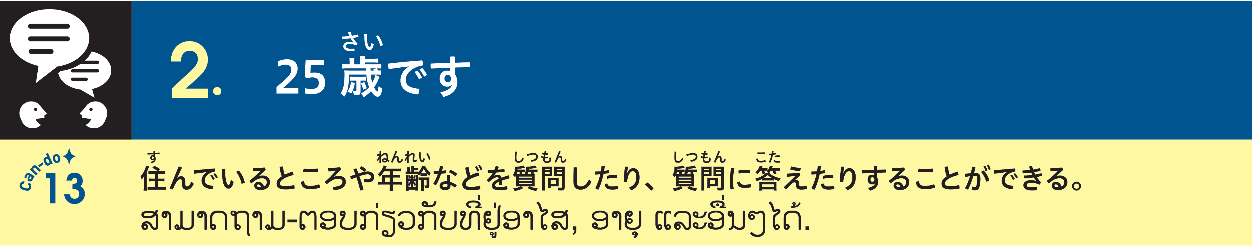 さい
2. 25歳です
Can-do
13
す ねんれい しつもん しつもん こた
住んでいるところや年齢などを質問したり、質問に答えたりすることができる。
ສາມາດຖາມ-ຕອບກ່ຽວກັບທີ່ຢູ່ອາໄສ, ອາຍຸ ແລະອື່ນໆໄດ້.